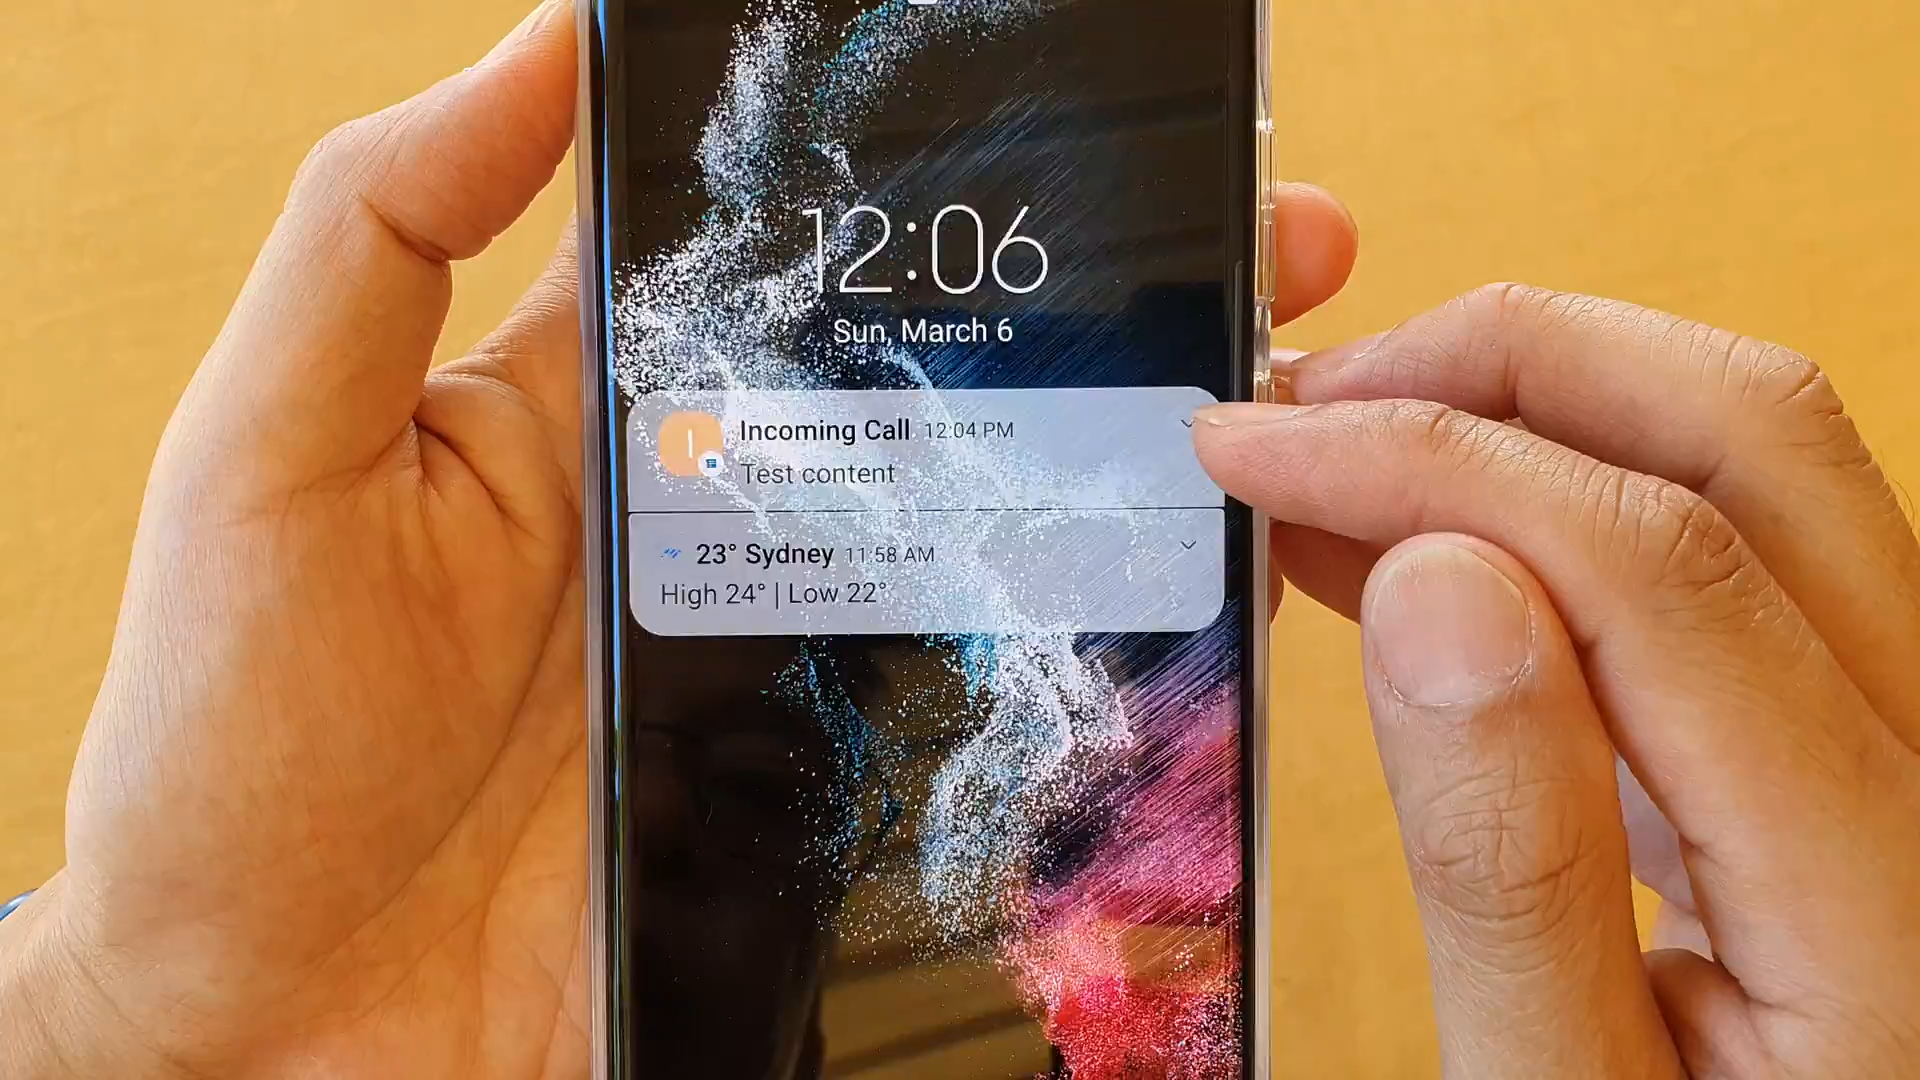 12:06
Sun, March 6
I
Incoming Call 12:04 PM
Test content
23° Sydney 11:58 AM
High 24° | Low 22°